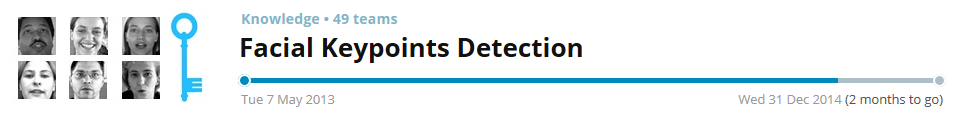 Knowledge • 49 teams
Facial Keypoints Detection
Tue 7 May 2013
Wed 31 Dec 2014 (2 months to go)